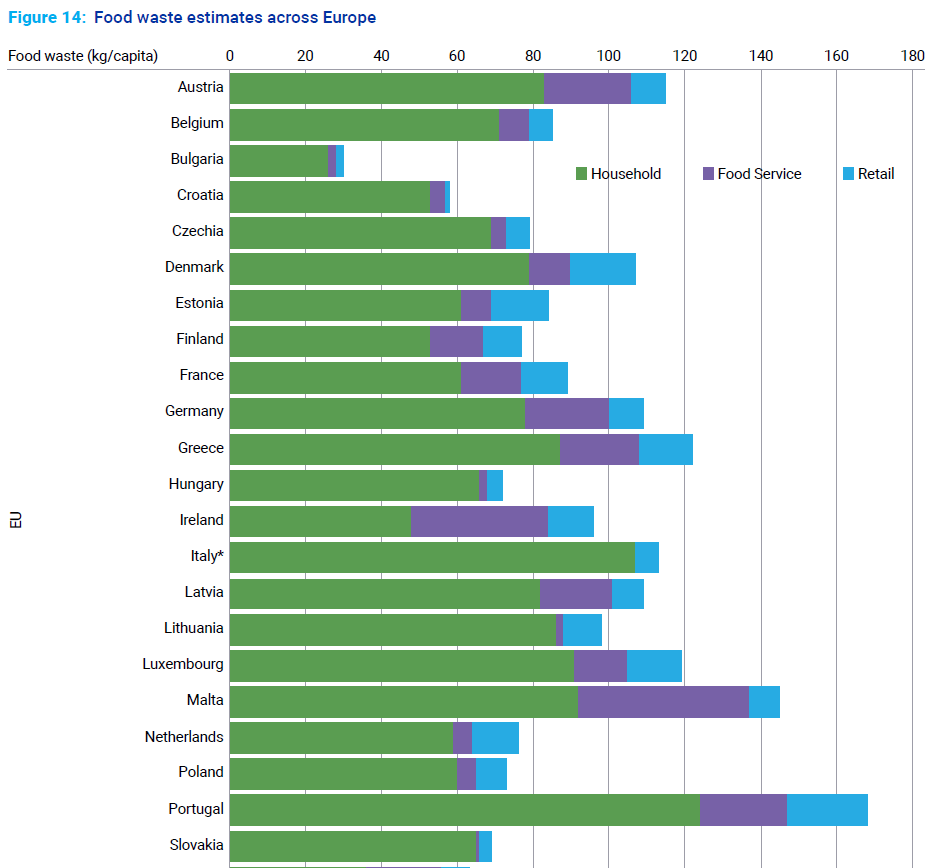 Figure 14: Food waste estimates across Europe
Food waste (kg/capita) 0 20 40 60 80 100 120 140 160 180
Austria
Belgium
Bulgaria
Household Food Service Retail
Croatia
Czechia
Denmark
Estonia
Finland
France
Germany
Greece
Hungary
EU
Ireland
Italy*
Latvia
Lithuania
Luxembourg
Malta
Netherlands
Poland
Portugal
Slovakia